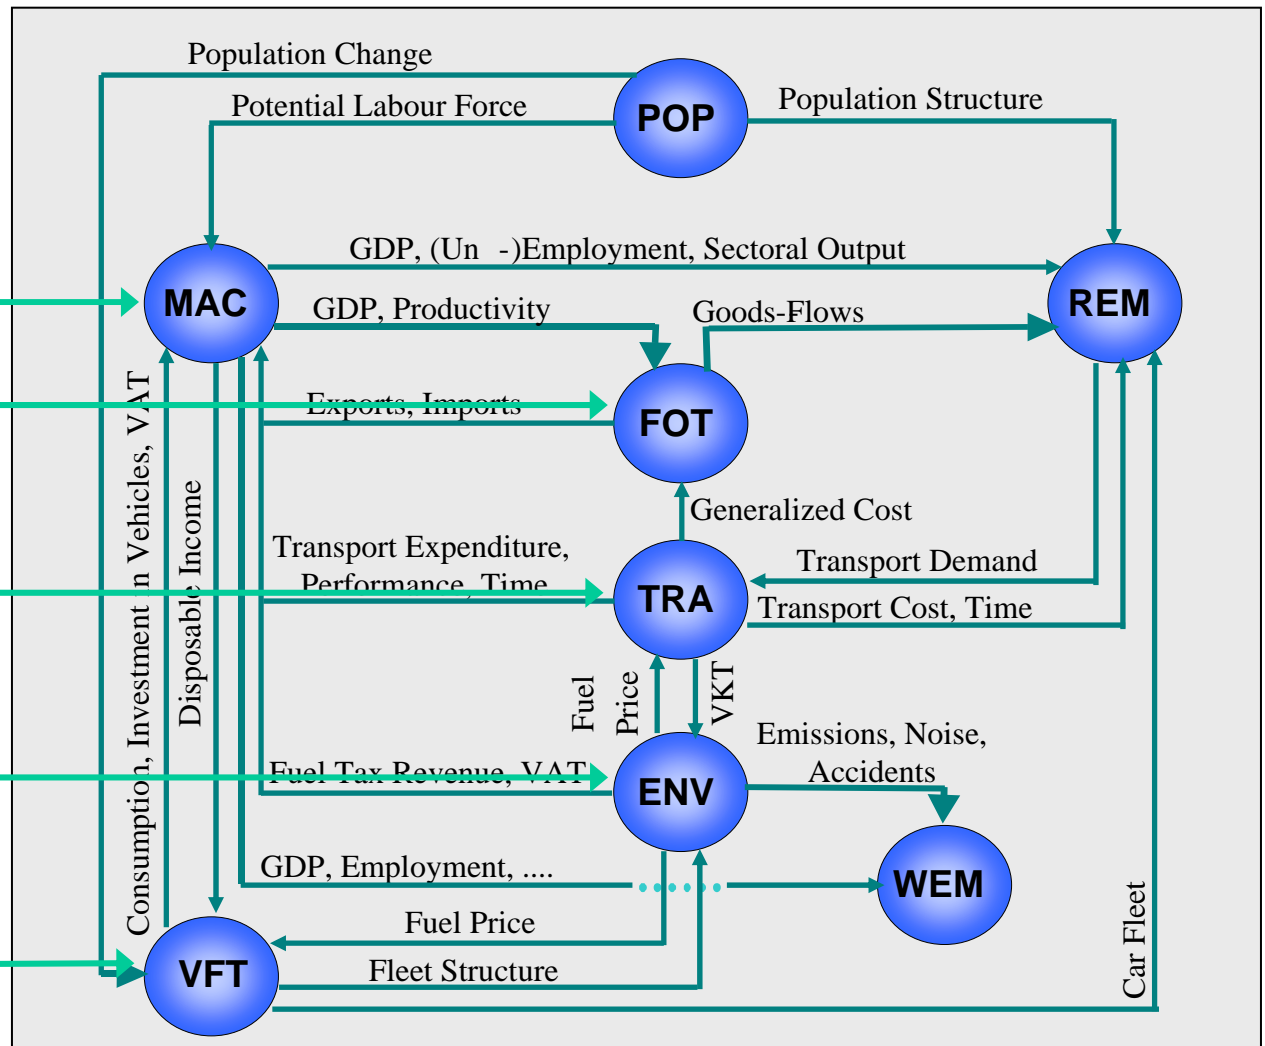 Population Change
Potential Labour Force
POP
Population Structure
GDP, (Un -)Employment, Sectoral Output
MAC
GDP, Productivity
Goods-Flows
REM
Exports, Imports
FOT
Generalized Cost
Transport Expenditure,
Performance, Time
TRA
Transport Demand
Transport Cost, Time
Consumption, Investment in Vehicles, VAT
Disposable Income
Fuel
Price
VKT
Fuel Tax Revenue, VAT
ENV
Emissions, Noise,
Accidents
GDP, Employment, ....
WEM
Fuel Price
VFT
Fleet Structure
Car Fleet